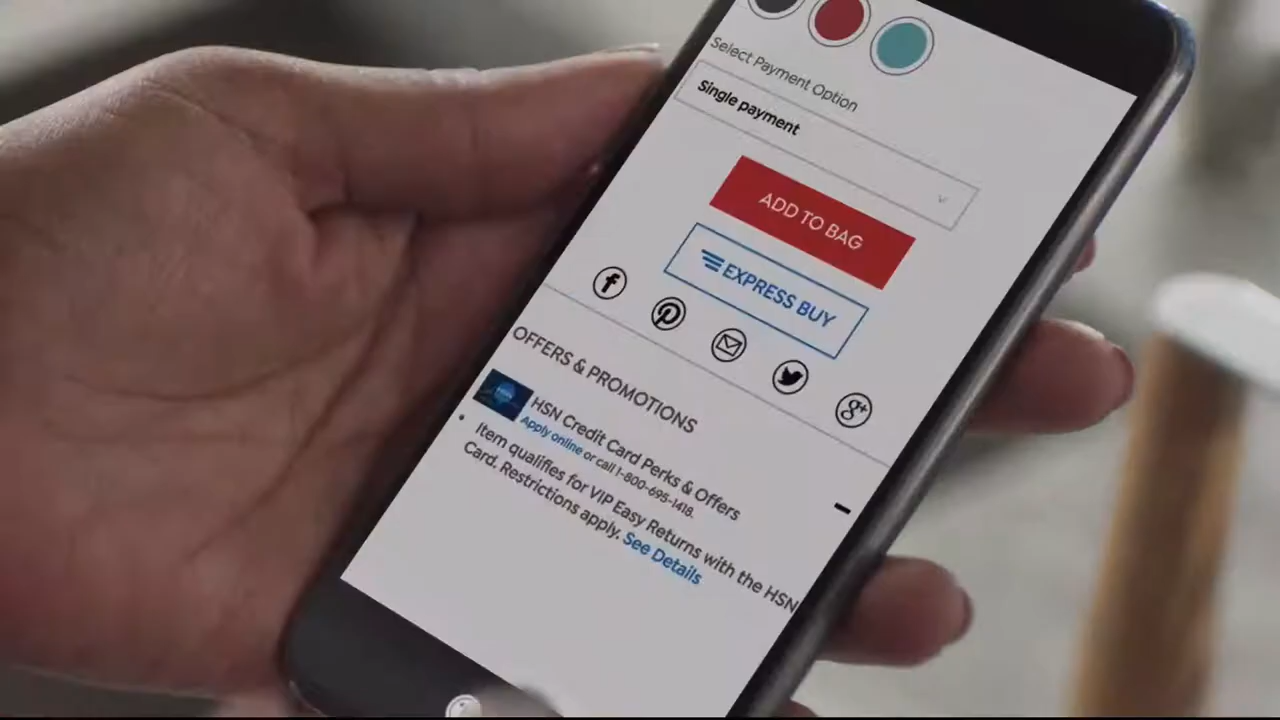 Select Payment Option
Single payment
ADD TO BAG
EXPRESS BUY
OFFERS & PROMOTIONS
HSN Credit Card Perks & Offers
Apply online or call 1-800-695-1418.
Item qualifies for VIP Easy Returns with the HSN
Card. Restrictions apply. See Details